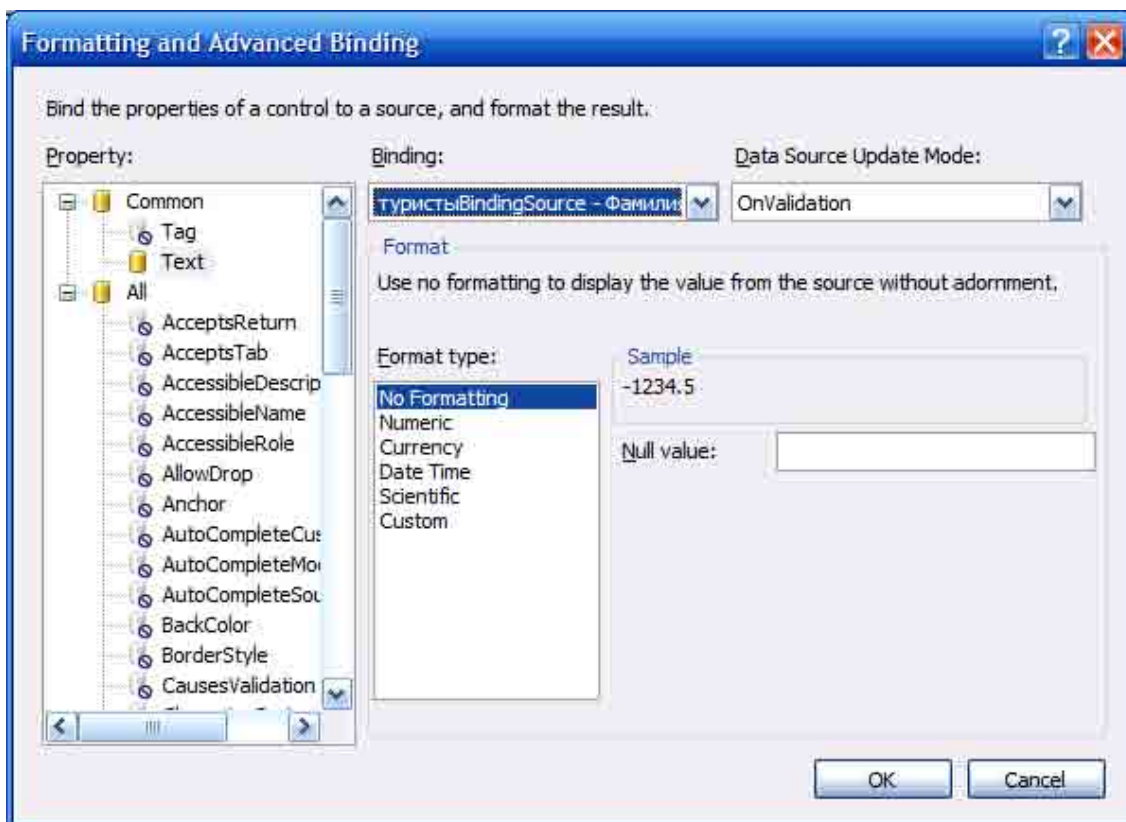 Formatting and Advanced Binding
Bind the properties of a control to a source, and format the result.
Property:
Binding:
Data Source Update Mode:
Common
Tag
Text
All
AcceptsReturn
AcceptsTab
AccessibleDescrip
AccessibleName
AccessibleRole
AllowDrop
Anchor
AutoCompleteCus
AutoCompleteMo
AutoCompleteSou
BackColor
BorderStyle
CausesValidation
туристыBindingSource - Фамилия
OnValidation
Format
Use no formatting to display the value from the source without adornment.
Format type:
No Formatting
Numeric
Currency
Date Time
Scientific
Custom
Sample
-1234.5
Null value:
OK
Cancel